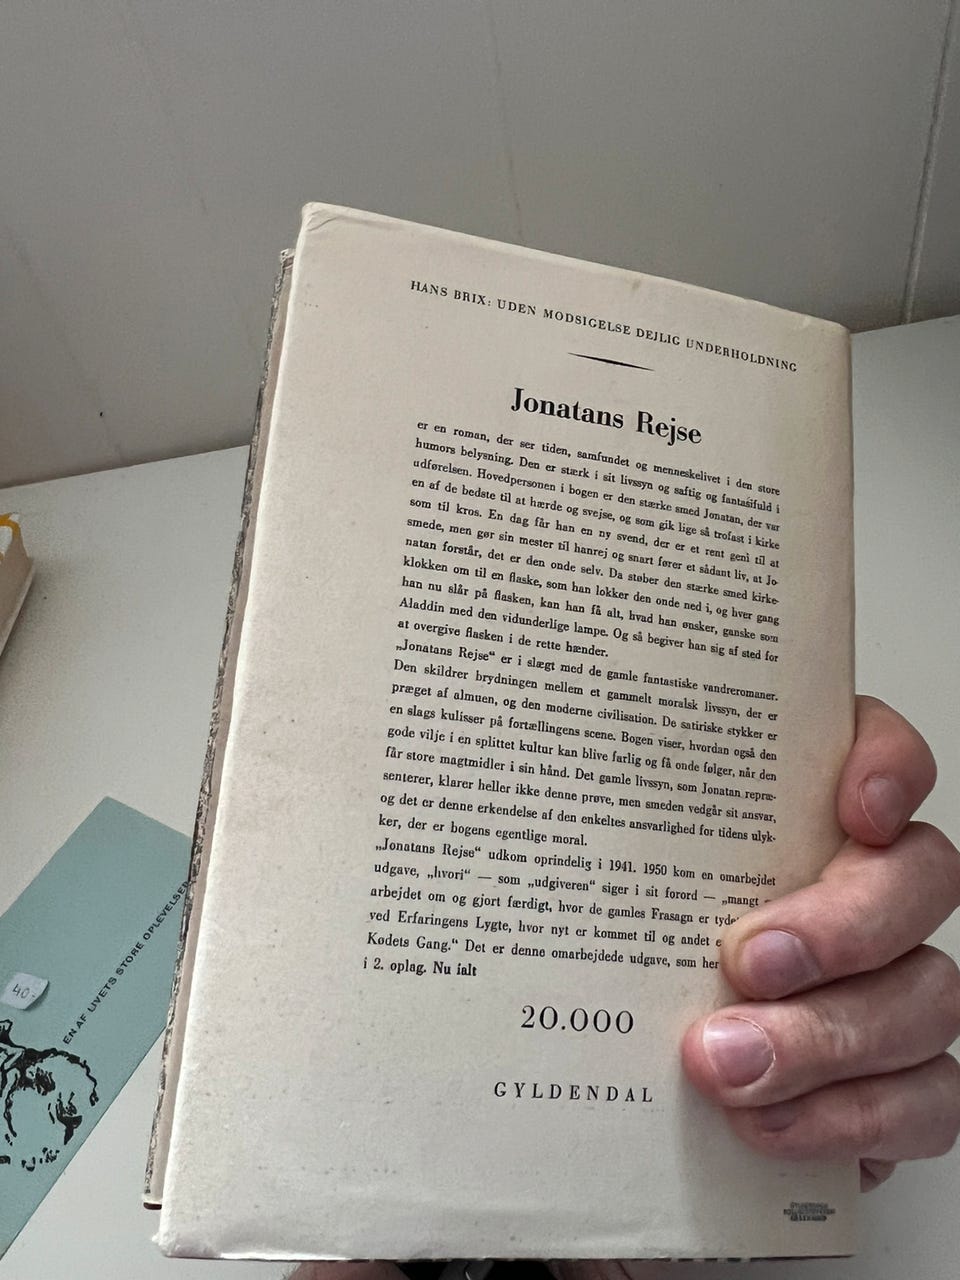 HANS BRIX: UDEN MODSIGELSE DEJLIG UNDERHOLDNING
Jonatans Rejse
er en roman, der ser tiden, samfundet og menneskelivet i den store
humors belysning. Den er stærk i sit livssyn og saftig og fantasifuld i
udførelsen. Hovedpersonen i bogen er den stærke smed Jonatan, der var
en af de bedste til at hærde og svejse, og som gik lige så trofast i kirke
som til kros. En dag får han en ny svend, der er et rent geni til at
smede, men gør sin mester til hanrej og snart fører et sådant liv, at Jo-
natan forstår, det er den onde selv. Da støber den stærke smed kirke-
klokken om til en flaske, som han lokker den onde ned i, og hver gang
han nu slår på flasken, kan han få alt, hvad han ønsker, ganske som
Aladdin med den vidunderlige lampe. Og så begiver han sig af sted for
at overgive flasken i de rette hænder.
„Jonatans Rejse“ er i slægt med de gamle fantastiske vandreromaner.
Den skildrer brydningen mellem et gammelt moralsk livssyn, der er
præget af almuen, og den moderne civilisation. De satiriske stykker er
en slags kulisser på fortællingens scene. Bogen viser, hvordan også den
gode vilje i en splittet kultur kan blive farlig og få onde følger, når den
får store magtmidler i sin hånd. Det gamle livssyn, som Jonatan repræ-
senterer, klarer heller ikke denne prøve, men smeden vedgår sit ansvar,
og det er denne erkendelse af den enkeltes ansvarlighed for tidens ulyk-
ker, der er bogens egentlige moral.
„Jonatans Rejse“ udkom oprindelig i 1941. 1950 kom en omarbejdet
udgave, „hvori“ — som „udgiveren“ siger i sit forord — „mangt
arbejdet om og gjort færdigt, hvor de gamles Frasagn er
ved Erfaringens Lygte, hvor nyt er kommet til og andet
Kødets Gang.“ Det er denne omarbejdede udgave, som her
i 2. oplag. Nu ialt
20.000
GYLDENDAL
EN AF LIVETS STORE OPLEVELSER
40.-